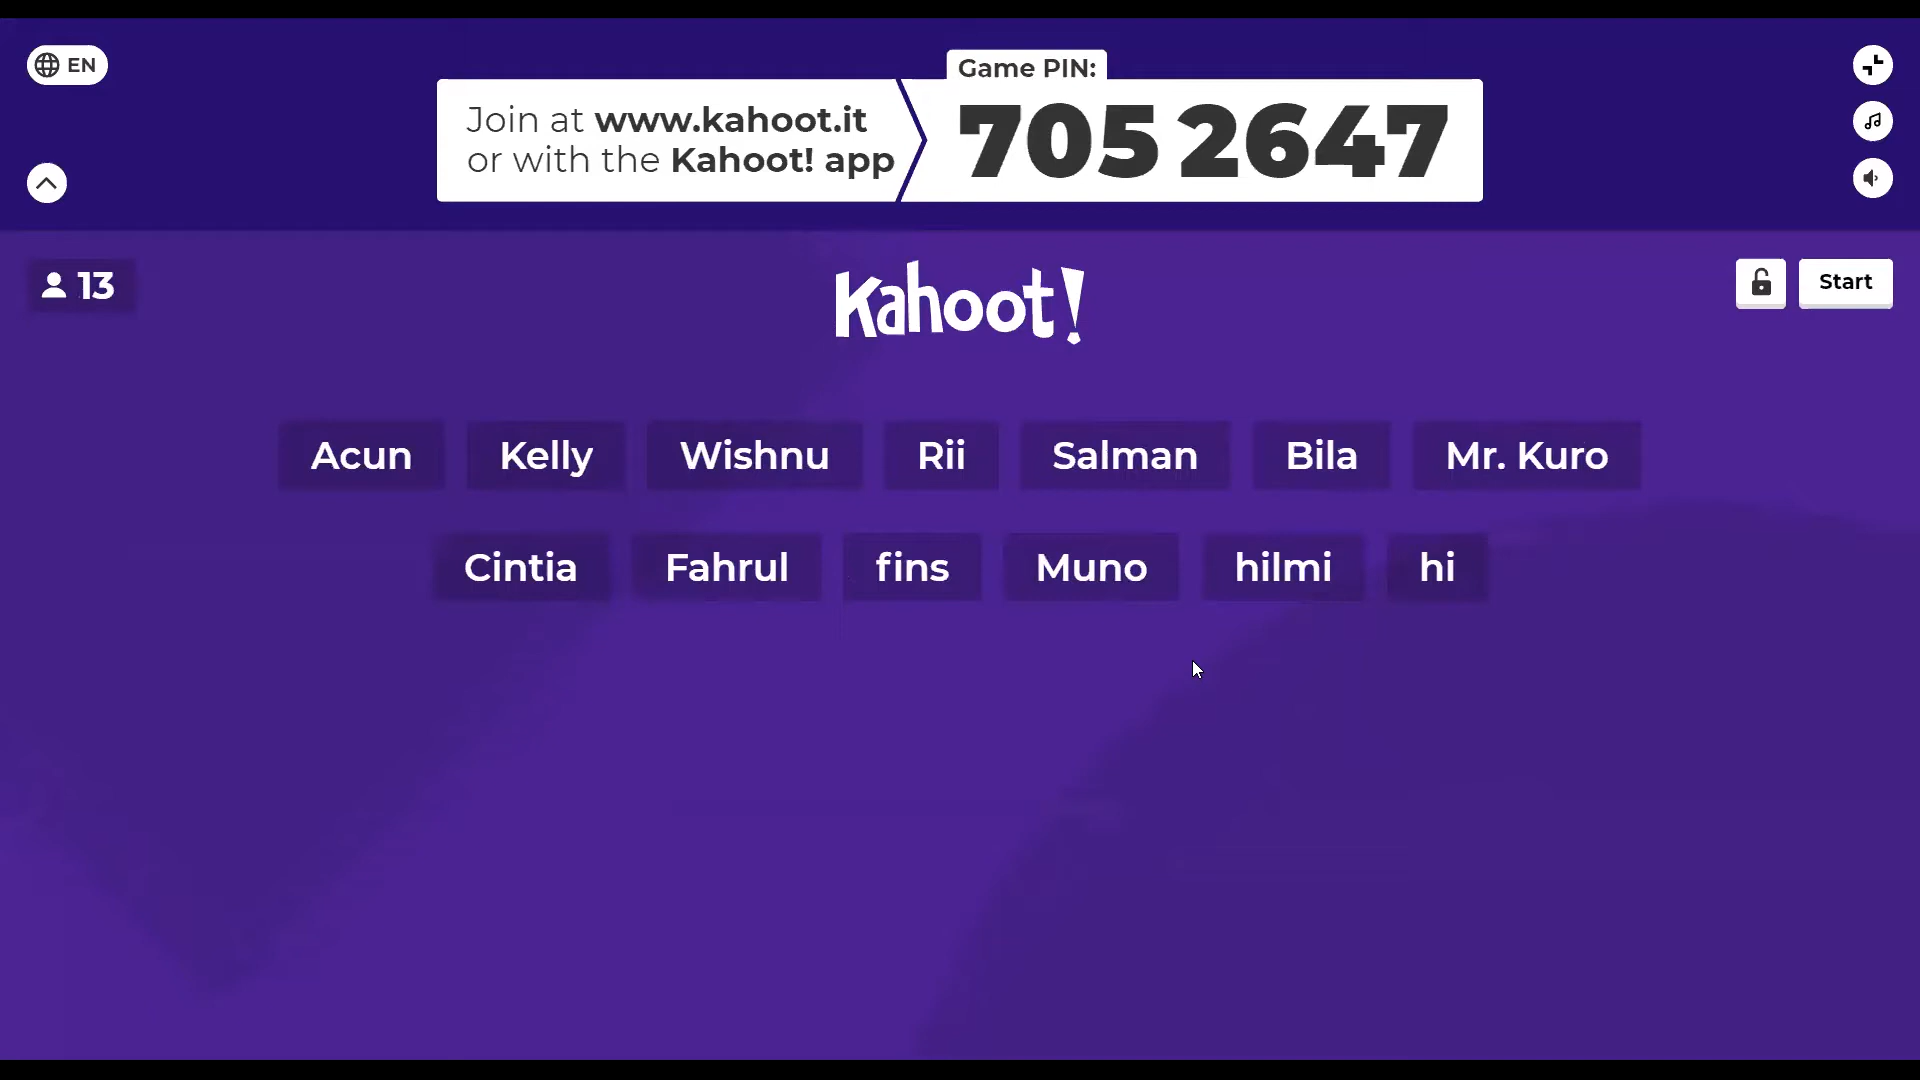 EN
Game PIN:
Join at www.kahoot.it
or with the Kahoot! app
705 2647
13
Kahoot!
Start
Acun Kelly Wishnu Rii Salman Bila Mr. Kuro
Cintia Fahrul fins Muno hilmi hi